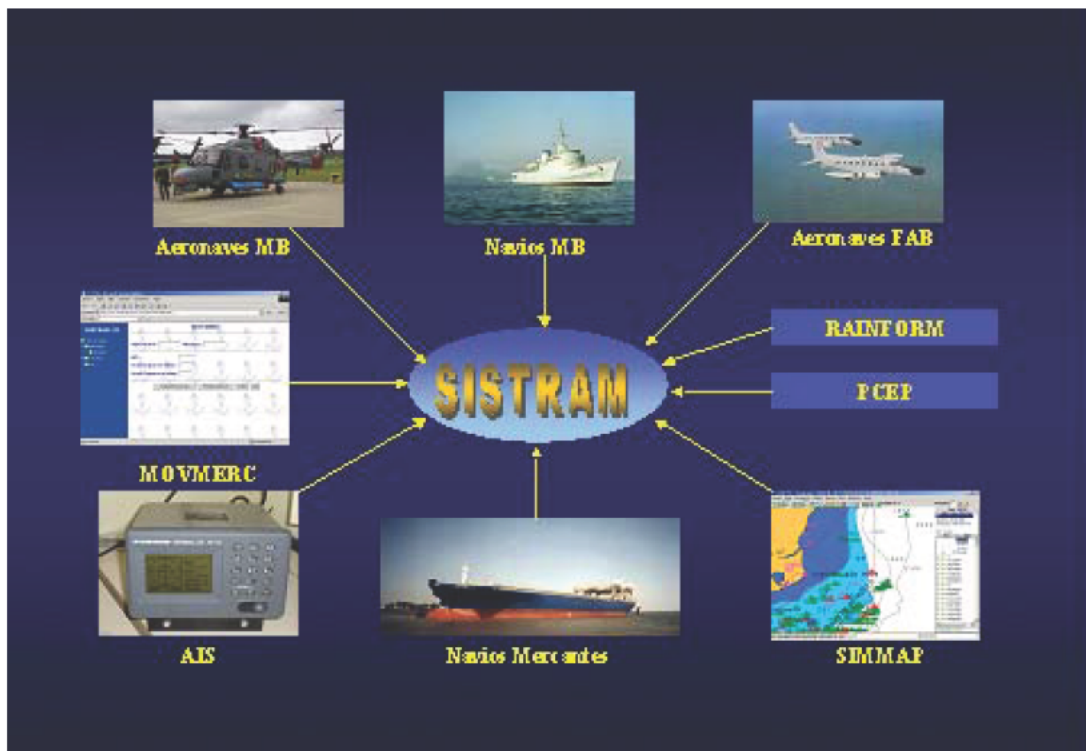 Aeronaves MB
Navios MB
Aeronaves FAB
RAINFORM
SISTRAM
PCEP
MOVMERC
AIS
Navios Mercantes
SIMMAP